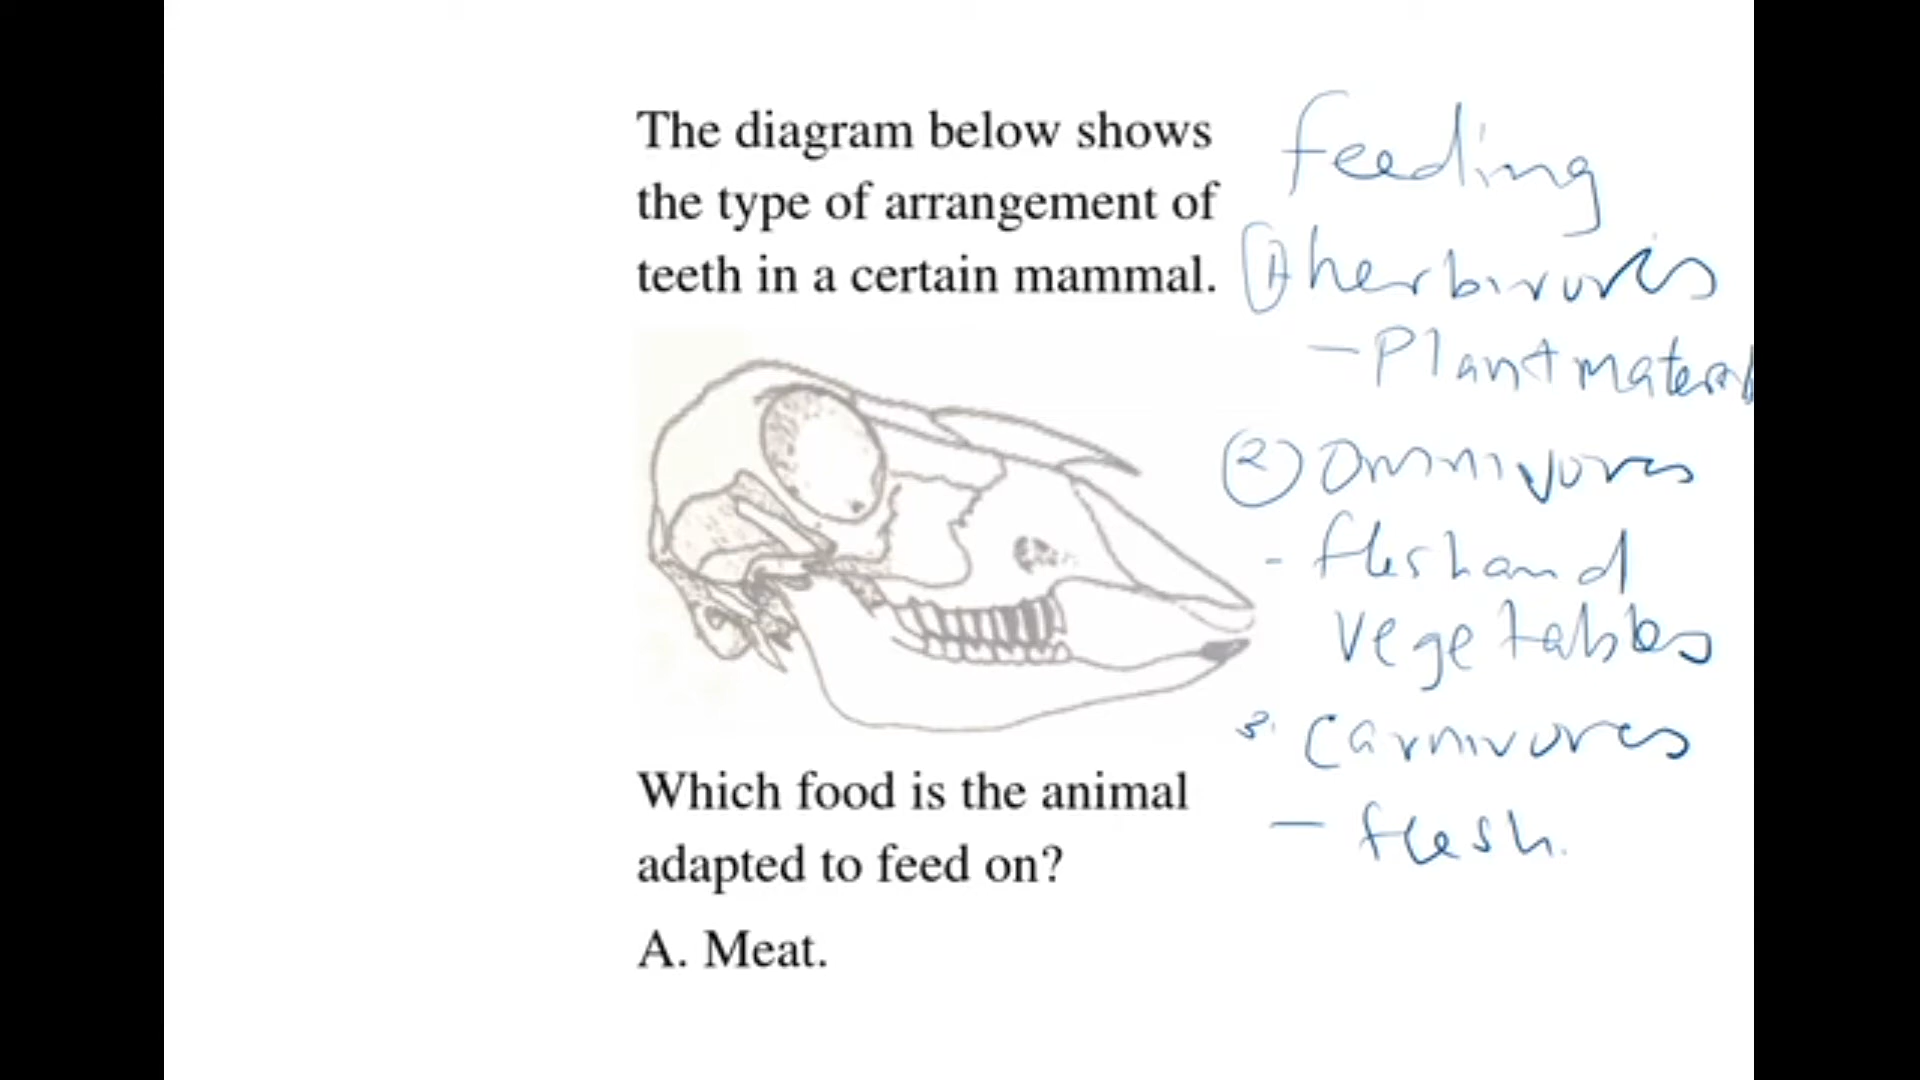 The diagram below shows
the type of arrangement of
teeth in a certain mammal.
Which food is the animal
adapted to feed on?
A. Meat.
feeding
1 herbivores
- Plant material
2 Omnivores
- flesh and
vegetables
3. Carnivores
- flesh.